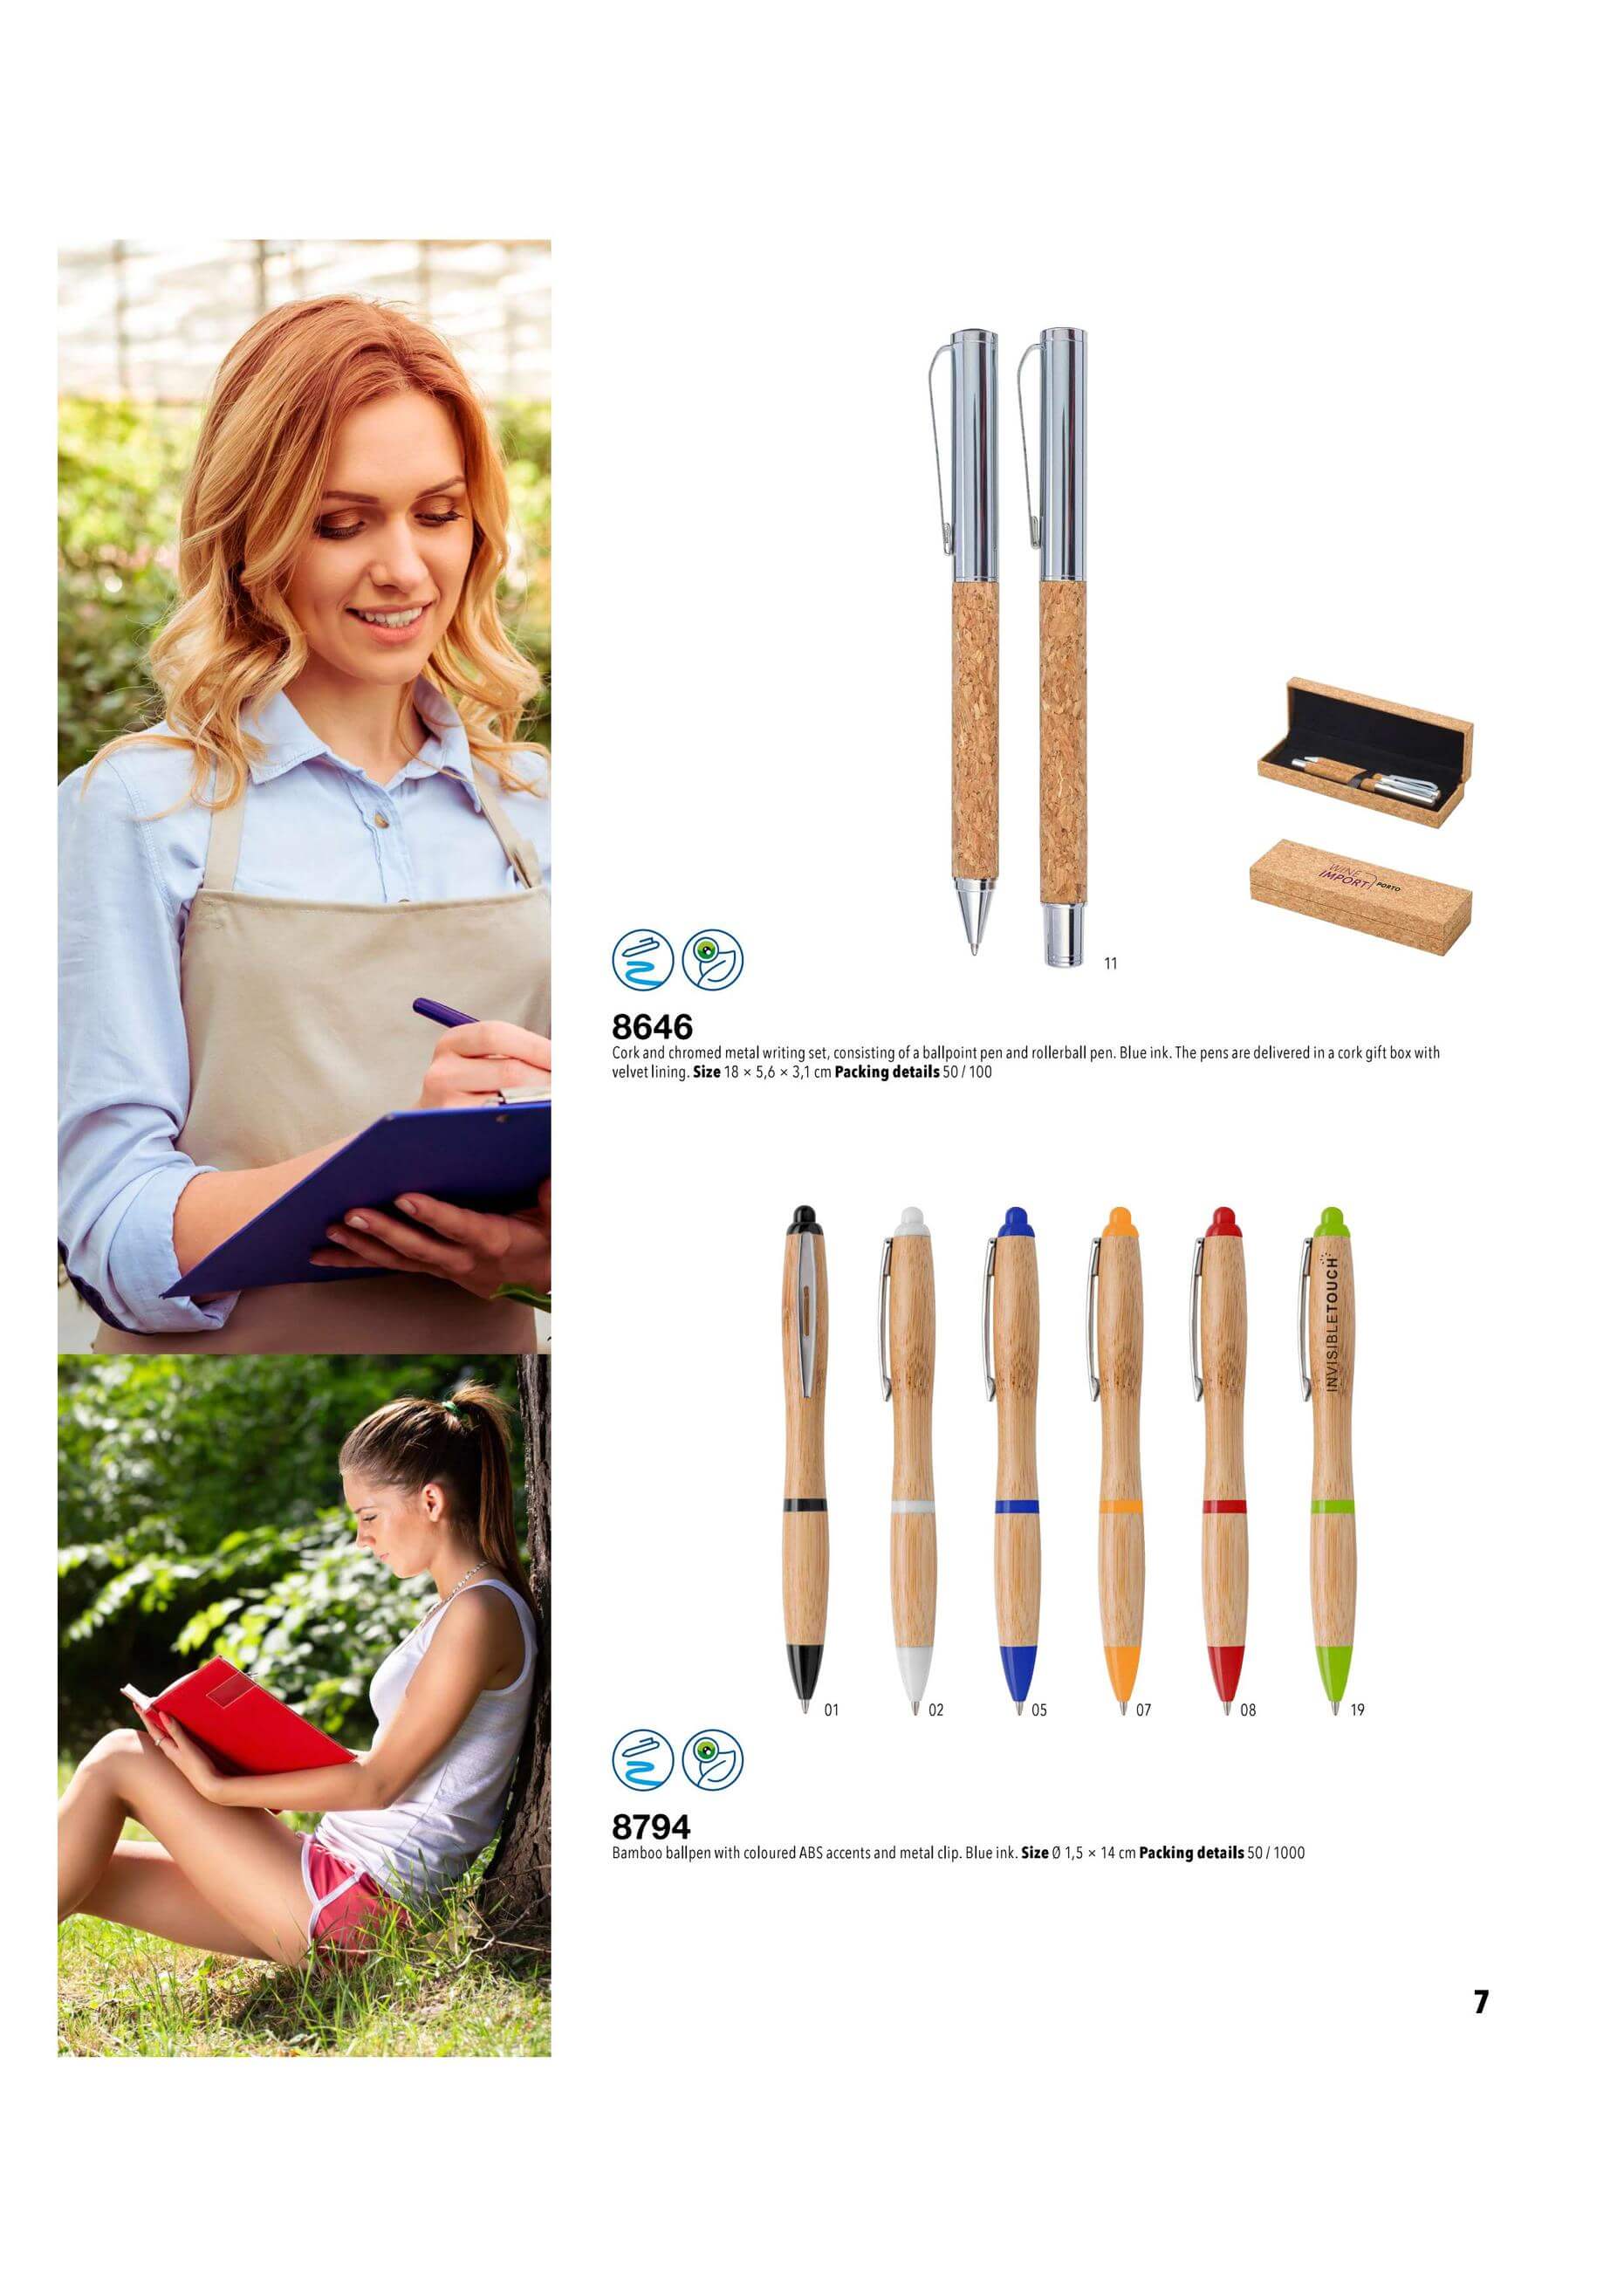 WINE
IMPORT PORTO
11
8646
Cork and chromed metal writing set, consisting of a ballpoint pen and rollerball pen. Blue ink. The pens are delivered in a cork gift box with
velvet lining. Size 18 × 5,6 × 3,1 cm Packing details 50 / 100
INVISIBLETOUCH
01 02 05 07 08 19
8794
Bamboo ballpen with coloured ABS accents and metal clip. Blue ink. Size Ø 1,5 × 14 cm Packing details 50 / 1000
7